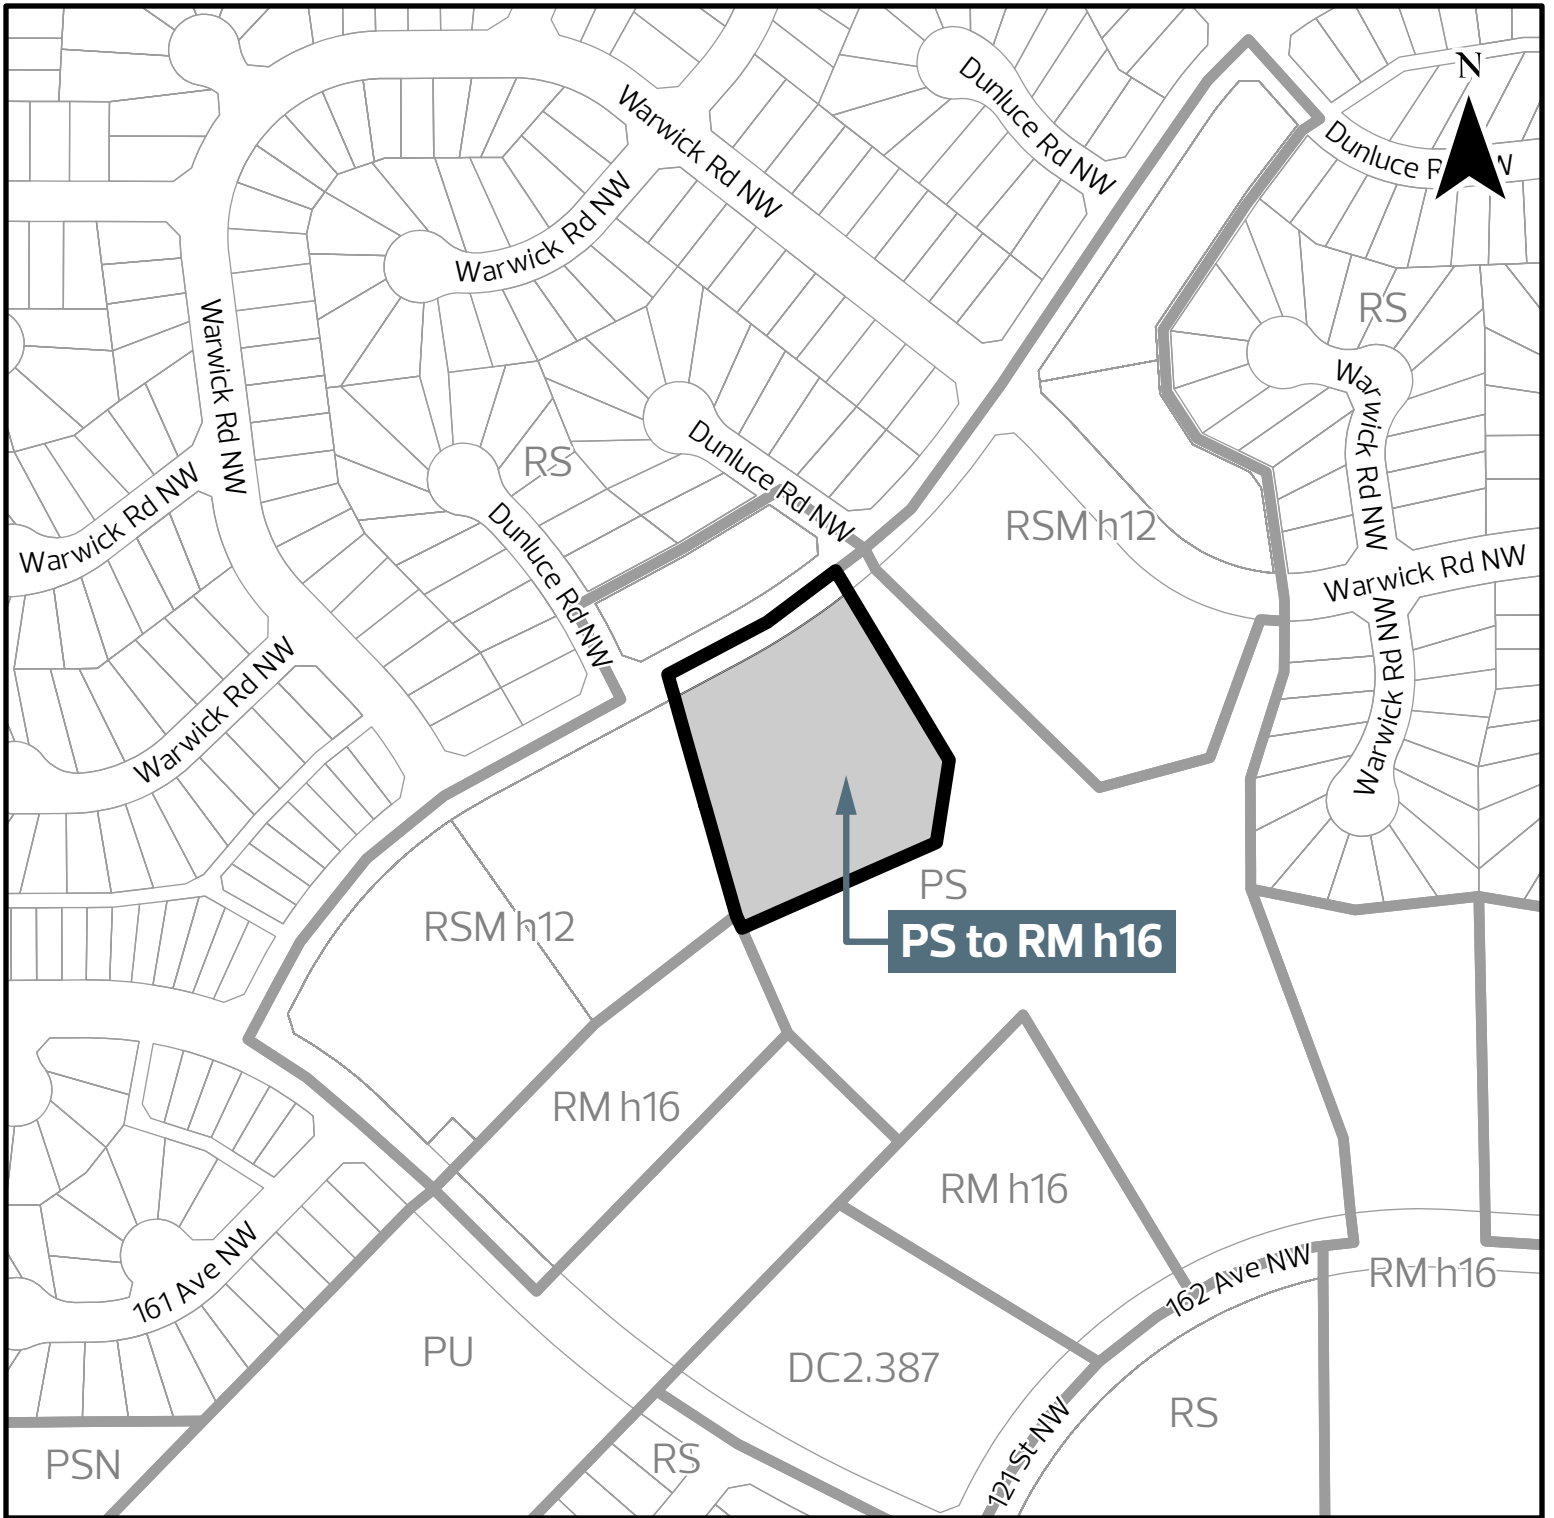 N
Dunluce Rd NW
Warwick Rd NW
Dunluce R W
Warwick Rd NW
RS
Warwick Rd NW
Warwick Rd NW
Dunluce Rd NW
RS
Warwick Rd NW
Dunluce Rd NW
RSM h12
Warwick Rd NW
Warwick Rd NW
Warwick Rd NW
Warwick Rd NW
PS
RSM h12
PS to RM h16
RM h16
RM h16
161 Ave NW
162 Ave NW
RM h16
PU
DC2.387
RS
121 St NW
RS
PSN